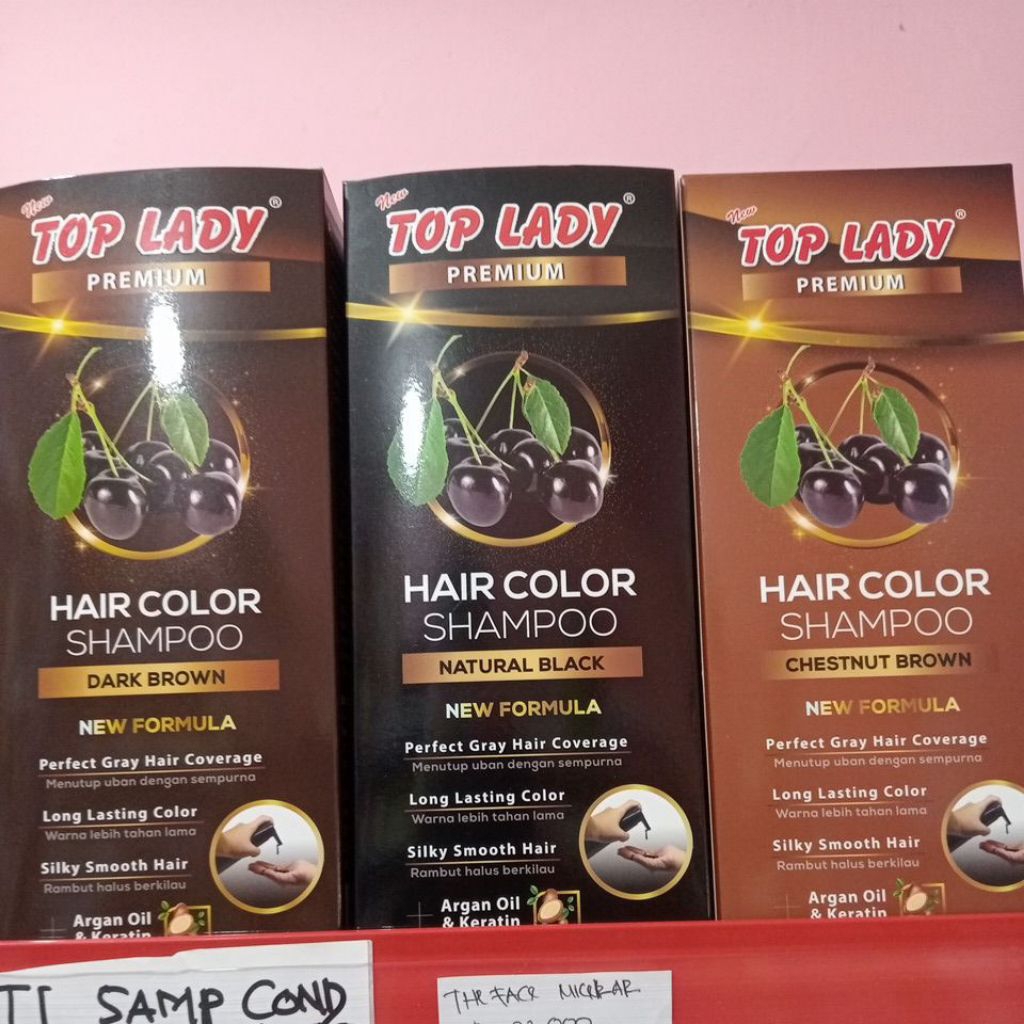 New
TOP LADY®
PREMIUM
HAIR COLOR
SHAMPOO
DARK BROWN
NEW FORMULA
Perfect Gray Hair Coverage
Menutup uban dengan sempurna
Long Lasting Color
Warna lebih tahan lama
Silky Smooth Hair
Rambut halus berkilau
+ Argan Oil
& Keratin
New
TOP LADY®
PREMIUM
HAIR COLOR
SHAMPOO
NATURAL BLACK
NEW FORMULA
Perfect Gray Hair Coverage
Menutup uban dengan sempurna
Long Lasting Color
Warna lebih tahan lama
Silky Smooth Hair
Rambut halus berkilau
+ Argan Oil
& Keratin
New
TOP LADY®
PREMIUM
HAIR COLOR
SHAMPOO
CHESTNUT BROWN
NEW FORMULA
Perfect Gray Hair Coverage
Menutup uban dengan sempurna
Long Lasting Color
Warna lebih tahan lama
Silky Smooth Hair
Rambut halus berkilau
Argan Oil
& Keratin
SAMP COND
THE FACE